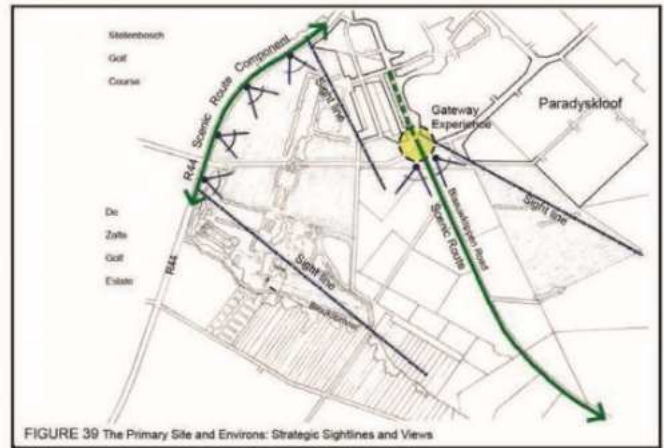 Stellenbosch
Golf
Course
R44 Scenic Route Component
Sight line
Gateway
Experience
Paradyskloof
Sight line
Scenic Route
De
Zalta
Golf
Estate
R44
Sight line
FIGURE 39 The Primary Site and Environs: Strategic Sightlines and Views